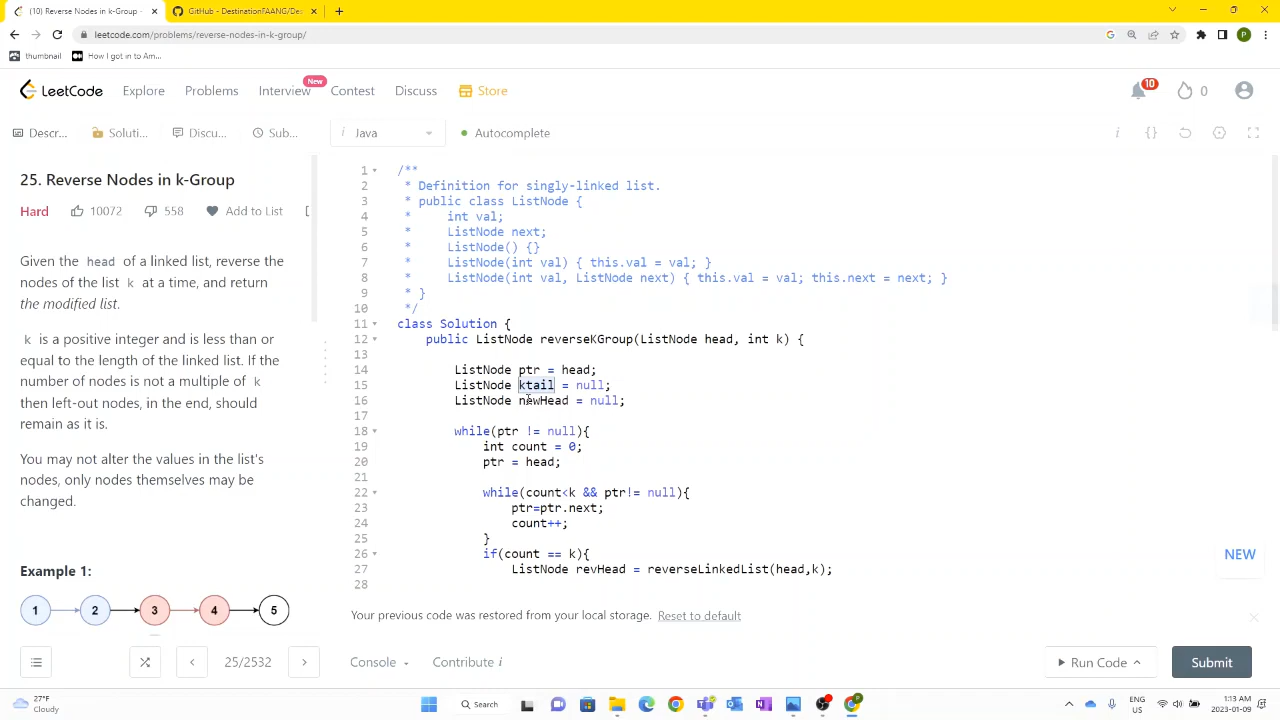 (10) Reverse Nodes in k-Group -
GitHub - DestinationFAANG/De
leetcode.com/problems/reverse-nodes-in-k-group/
thumbnail
How I got in to Am...
LeetCode
Explore
Problems
Interview
New
Contest
Discuss
Store
10
0
Descr...
Soluti...
Discu...
Sub...
i Java
Autocomplete
i
{}
25. Reverse Nodes in k-Group
Hard
10072
558
Add to List
Given the head of a linked list, reverse the
nodes of the list k at a time, and return
the modified list.
k is a positive integer and is less than or
equal to the length of the linked list. If the
number of nodes is not a multiple of k
then left-out nodes, in the end, should
remain as it is.
You may not alter the values in the list's
nodes, only nodes themselves may be
changed.
Example 1:
1 2 3 4 5
1 /**
2 * Definition for singly-linked list.
3 * public class ListNode {
4 *     int val;
5 *     ListNode next;
6 *     ListNode() {}
7 *     ListNode(int val) { this.val = val; }
8 *     ListNode(int val, ListNode next) { this.val = val; this.next = next; }
9 * }
10 */
11 class Solution {
12 public ListNode reverseKGroup(ListNode head, int k) {
13
14 ListNode ptr = head;
15 ListNode ktail = null;
16 ListNode newHead = null;
17
18 while(ptr != null){
19 int count = 0;
20 ptr = head;
21
22 while(count<k && ptr!= null){
23 ptr=ptr.next;
24 count++;
25 }
26 if(count == k){
27 ListNode revHead = reverseLinkedList(head,k);
28
NEW
Your previous code was restored from your local storage. Reset to default
25/2532
Console
Contribute i
Run Code
Submit
27°F
Cloudy
Search
ENG
US
1:13 AM
2023-01-09